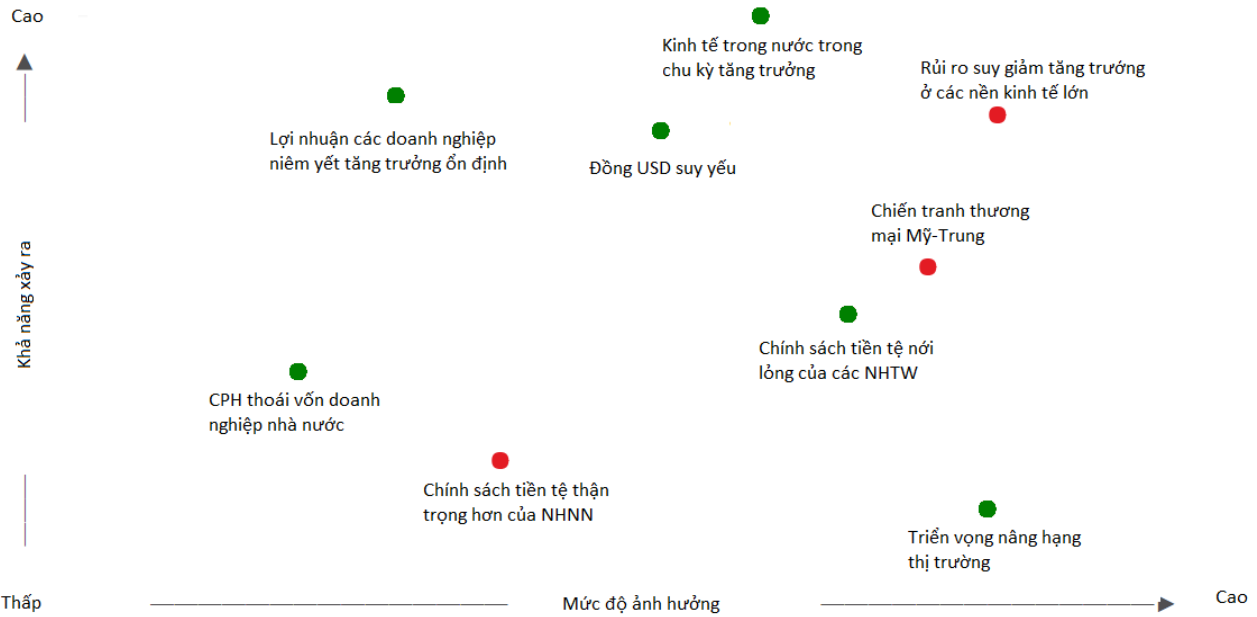 Cao
Kinh tế trong nước trong
chu kỳ tăng trưởng
Rủi ro suy giảm tăng trướng
ở các nền kinh tế lớn
Lợi nhuận các doanh nghiệp
niêm yết tăng trưởng ổn định
Đồng USD suy yếu
Chiến tranh thương
mại Mỹ-Trung
Khả năng xảy ra
Chính sách tiền tệ nới
lỏng của các NHTW
CPH thoái vốn doanh
nghiệp nhà nước
Chính sách tiền tệ thận
trọng hơn của NHNN
Triển vọng nâng hạng
thị trường
Thấp
Mức độ ảnh hưởng
Cao